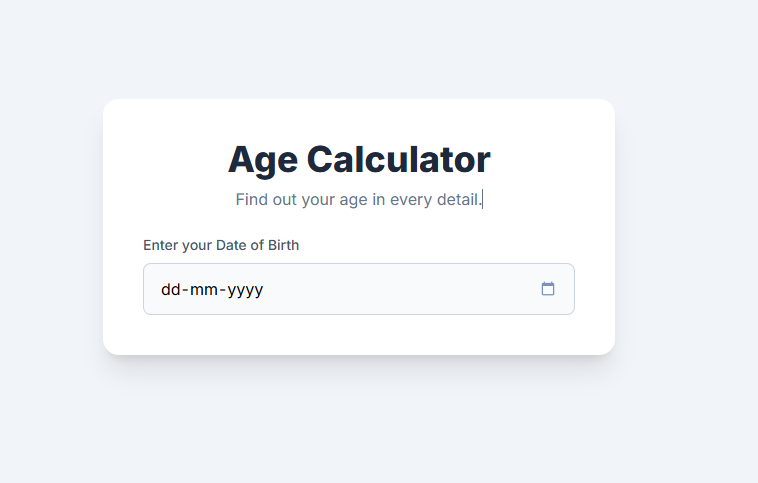 Age Calculator
Find out your age in every detail.
Enter your Date of Birth
dd-mm-yyyy